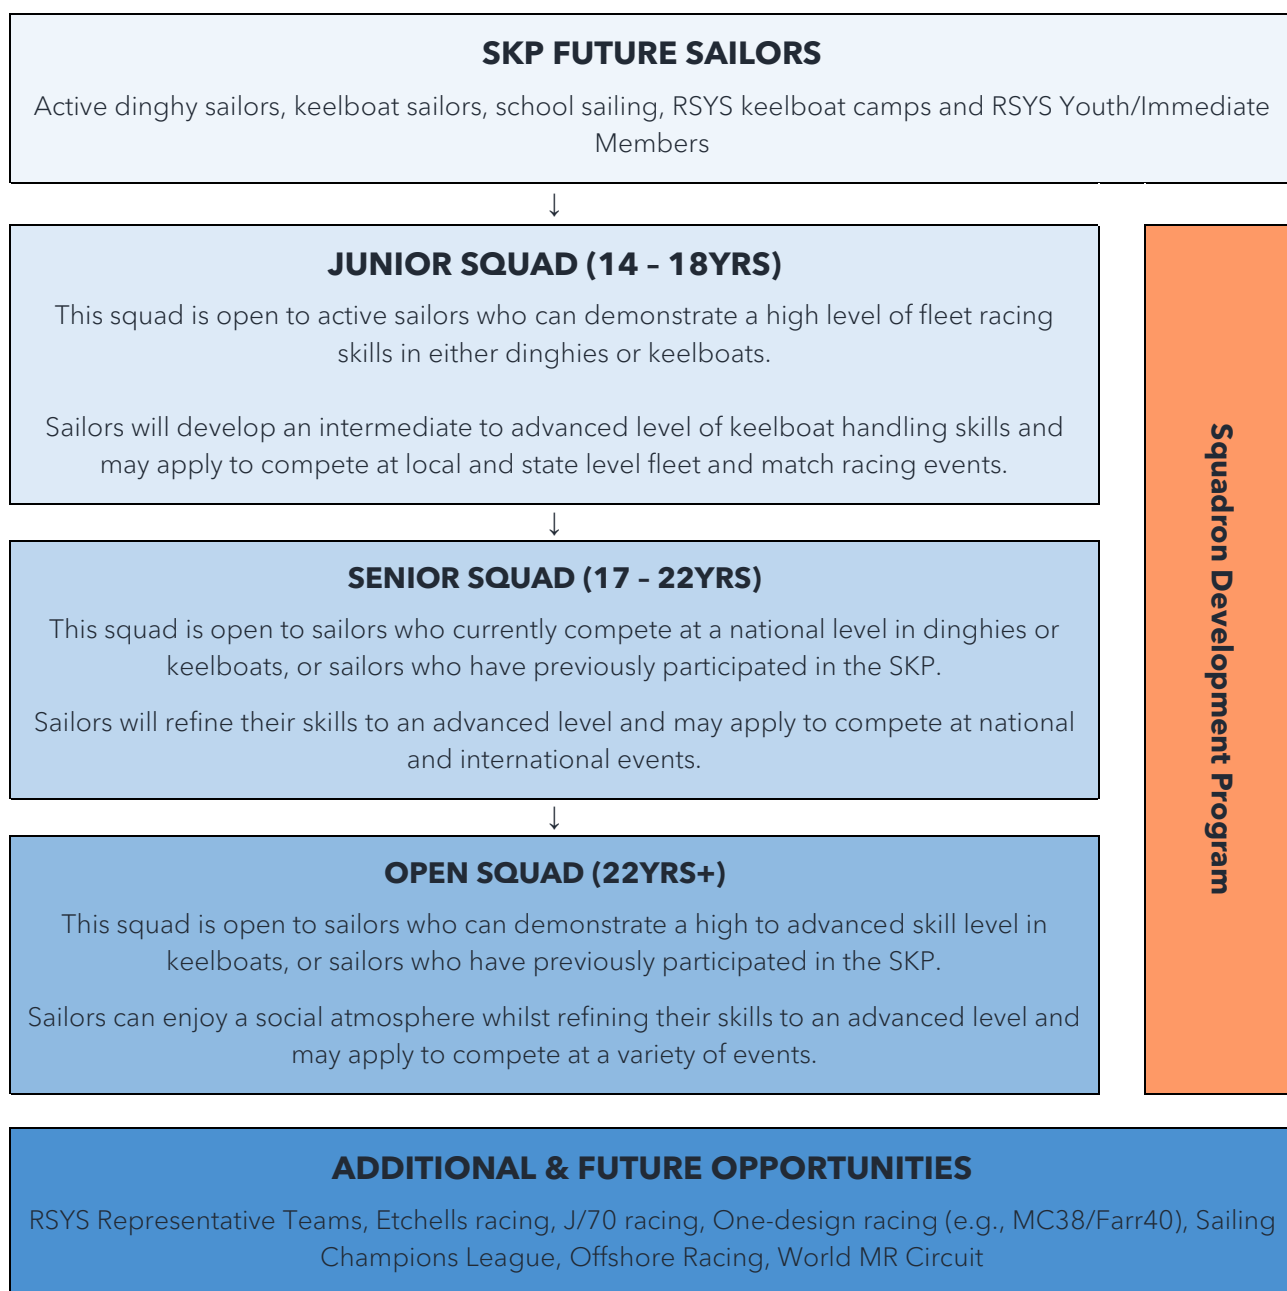 SKP FUTURE SAILORS
Active dinghy sailors, keelboat sailors, school sailing, RSYS keelboat camps and RSYS Youth/Immediate
Members
↓
JUNIOR SQUAD (14 – 18YRS)
This squad is open to active sailors who can demonstrate a high level of fleet racing
skills in either dinghies or keelboats.
Sailors will develop an intermediate to advanced level of keelboat handling skills and
may apply to compete at local and state level fleet and match racing events.
↓
SENIOR SQUAD (17 – 22YRS)
This squad is open to sailors who currently compete at a national level in dinghies or
keelboats, or sailors who have previously participated in the SKP.
Sailors will refine their skills to an advanced level and may apply to compete at national
and international events.
↓
OPEN SQUAD (22YRS+)
This squad is open to sailors who can demonstrate a high to advanced skill level in
keelboats, or sailors who have previously participated in the SKP.
Sailors can enjoy a social atmosphere whilst refining their skills to an advanced level and
may apply to compete at a variety of events.
Squadron Development Program
ADDITIONAL & FUTURE OPPORTUNITIES
RSYS Representative Teams, Etchells racing, J/70 racing, One-design racing (e.g., MC38/Farr40), Sailing
Champions League, Offshore Racing, World MR Circuit